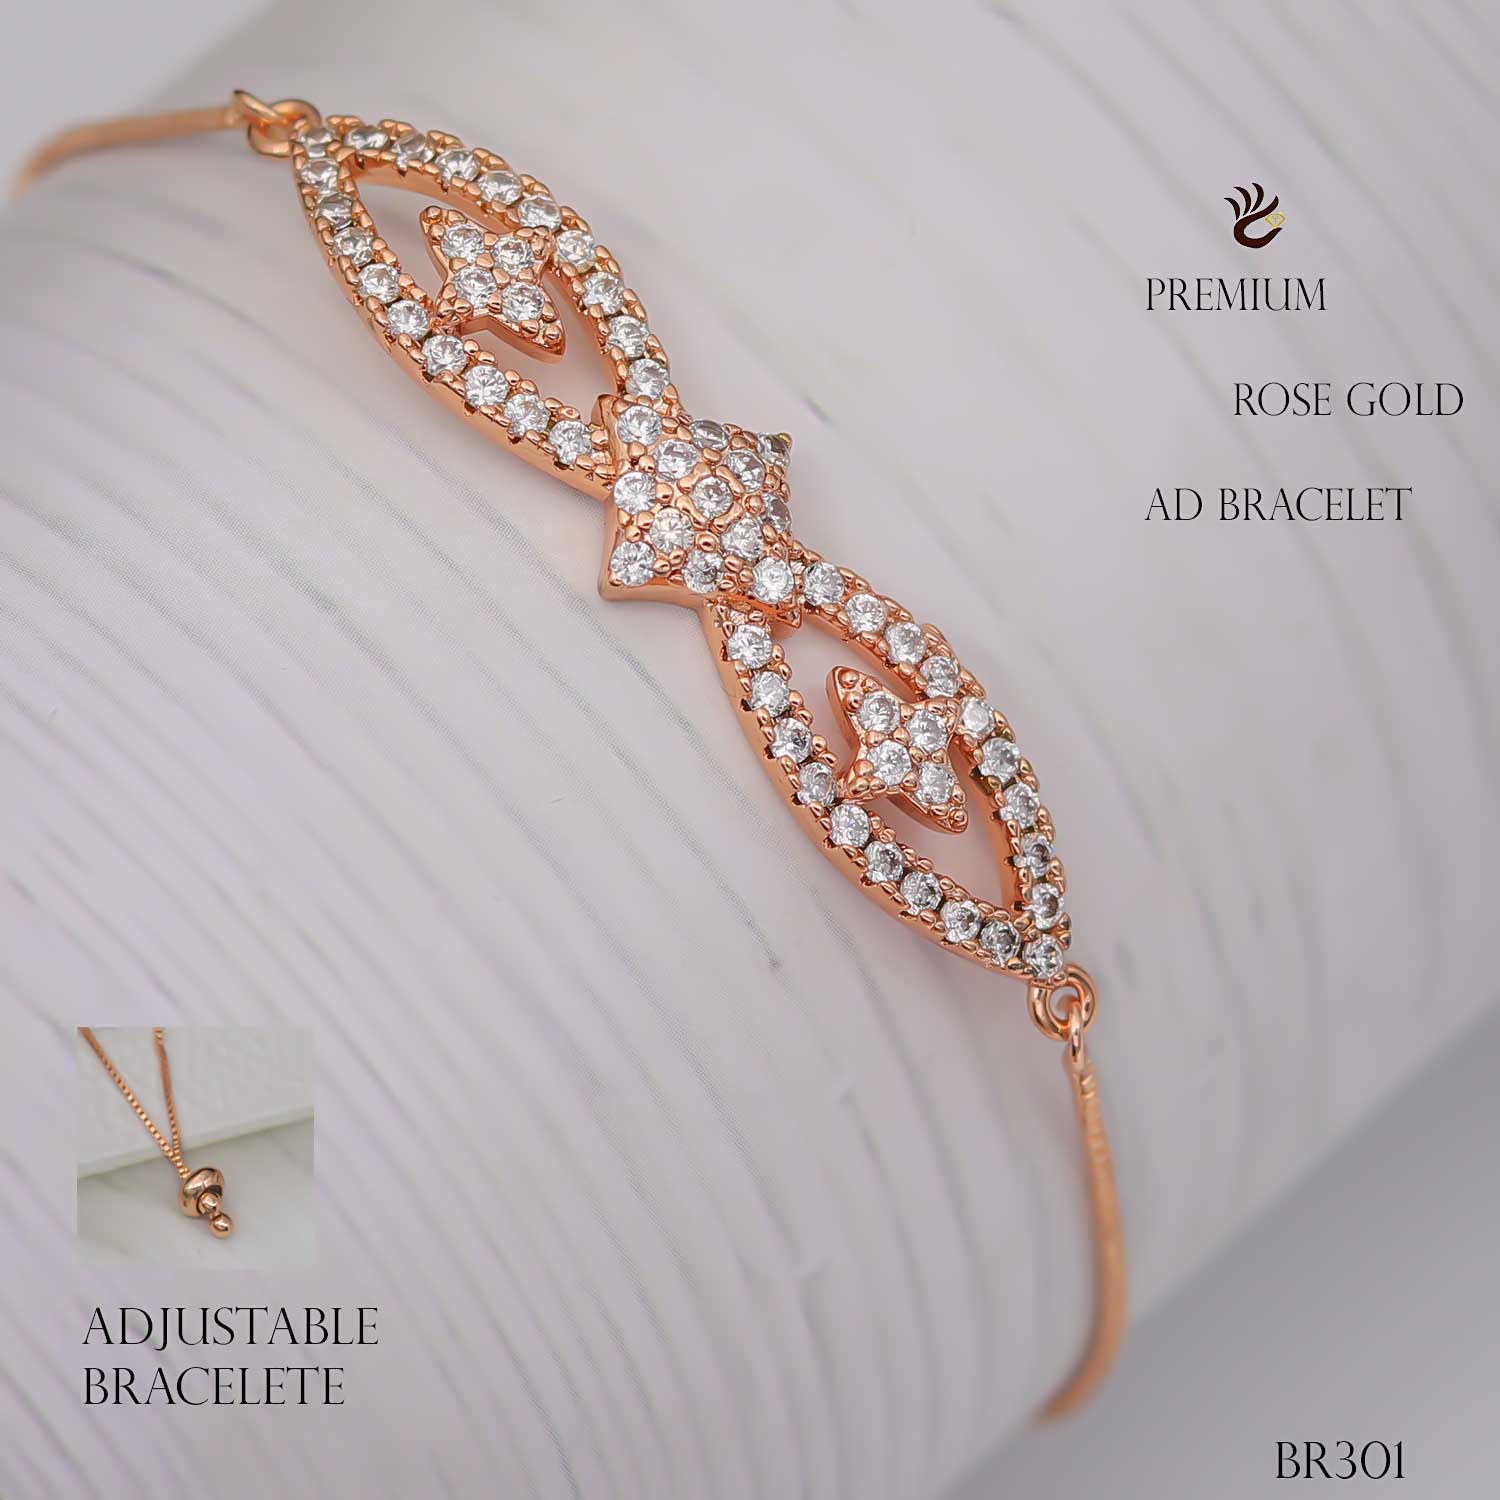 PREMIUM
ROSE GOLD
AD BRACELET
ADJUSTABLE
BRACELETE
BR301